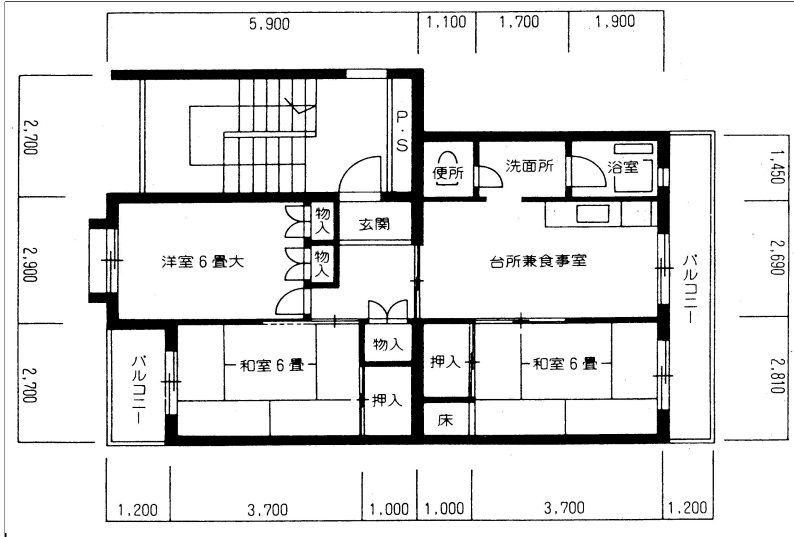 5,900
1,100
1,700
1,900
2,700
2,900
2,700
1,450
2,690
2,810
P・S
便所
洗面所
浴室
物入
玄関
洋室6畳大
物入
台所兼食事室
バルコニー
バルコニー
和室6畳
物入
押入
押入
和室6畳
床
1,200
3,700
1,000
1,000
3,700
1,200